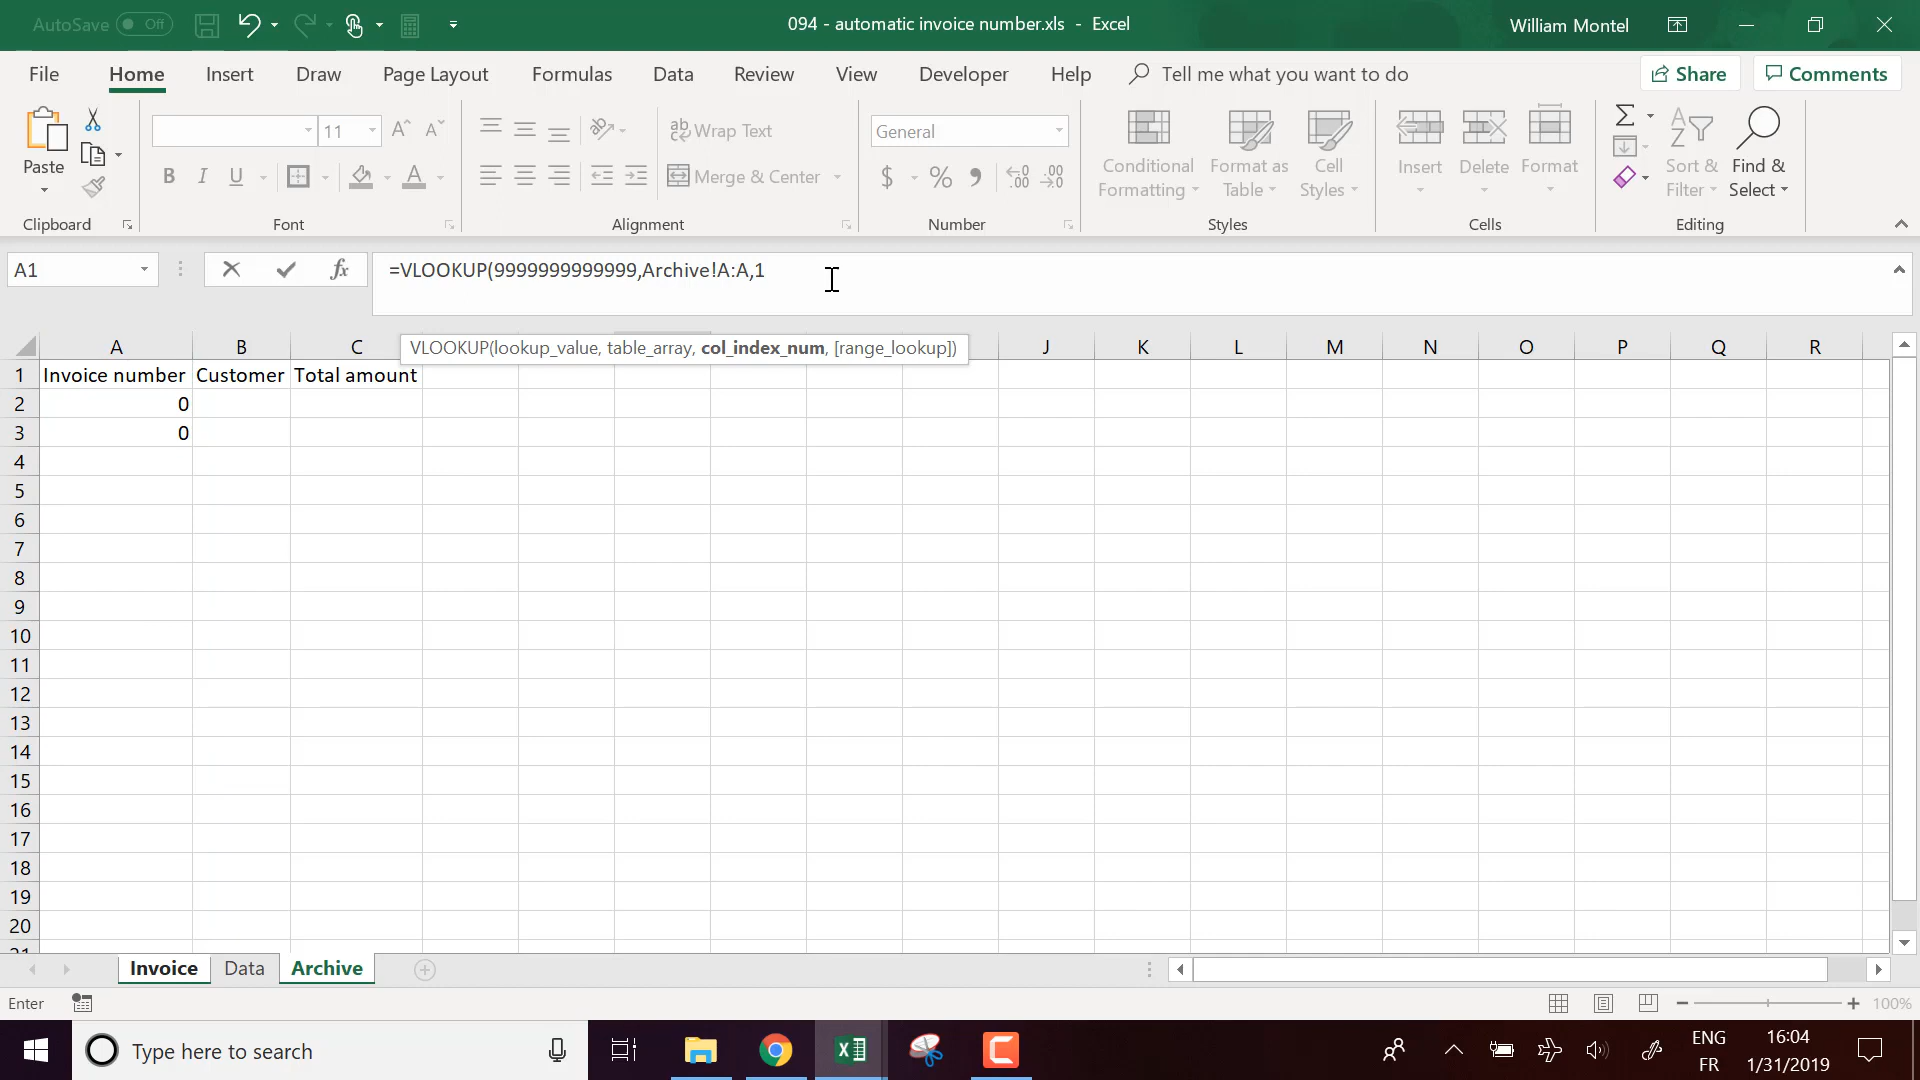 AutoSave Off
094 - automatic invoice number.xls - Excel
William Montel
File Home Insert Draw Page Layout Formulas Data Review View Developer Help Tell me what you want to do Share Comments
Paste
11
B I U A
ab Wrap Text
Merge & Center
General
$ % ,
Conditional Formatting
Format as Table
Cell Styles
Insert
Delete
Format
Sort & Filter
Find & Select
Clipboard Font Alignment Number Styles Cells Editing
A1 fx =VLOOKUP(9999999999999,Archive!A:A,1
VLOOKUP(lookup_value, table_array, col_index_num, [range_lookup])
A B C J K L M N O P Q R
1 Invoice number Customer Total amount
2 0
3 0
4
5
6
7
8
9
10
11
12
13
14
15
16
17
18
19
20
Invoice Data Archive
Enter
100%
Type here to search
ENG
FR
16:04
1/31/2019